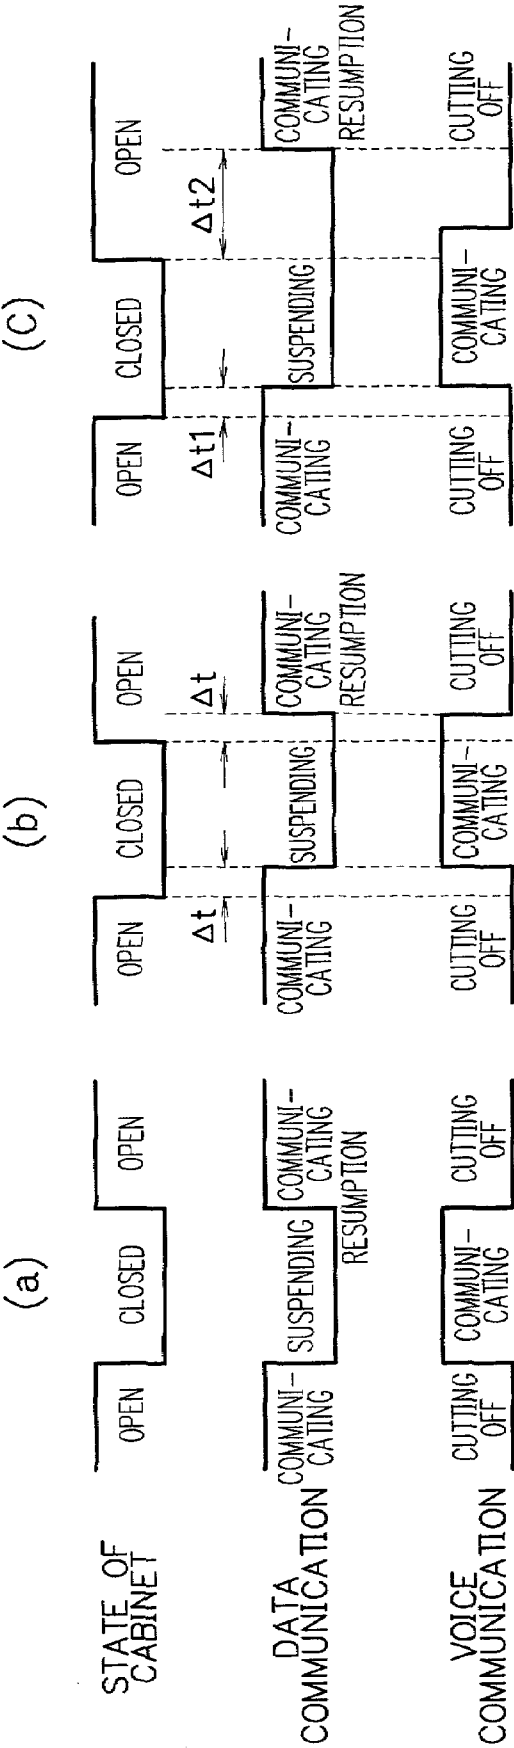 (a)
(b)
(c)
STATE OF
CABINET
OPEN
CLOSED
OPEN
OPEN
CLOSED
OPEN
OPEN
CLOSED
OPEN
Δt
Δt
Δt1
Δt2
DATA
COMMUNICATION
COMMUNI-
CATING
SUSPENDING
COMMUNI-
CATING
RESUMPTION
COMMUNI-
CATING
SUSPENDING
COMMUNI-
CATING
RESUMPTION
COMMUNI-
CATING
SUSPENDING
COMMUNI-
CATING
RESUMPTION
VOICE
COMMUNICATION
CUTTING
OFF
COMMUNI-
CATING
CUTTING
OFF
CUTTING
OFF
COMMUNI-
CATING
CUTTING
OFF
CUTTING
OFF
COMMUNI-
CATING
CUTTING
OFF